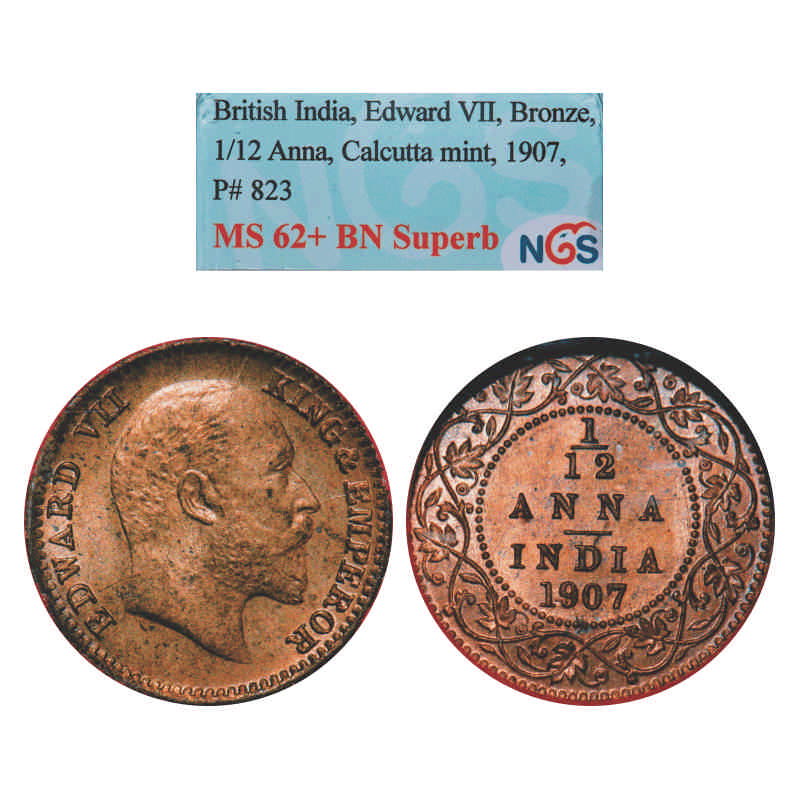 British India, Edward VII, Bronze,
1/12 Anna, Calcutta mint, 1907,
P# 823
MS 62+ BN Superb
NGS
EDWARD VII KING & EMPEROR
1
12
ANNA
INDIA
1907